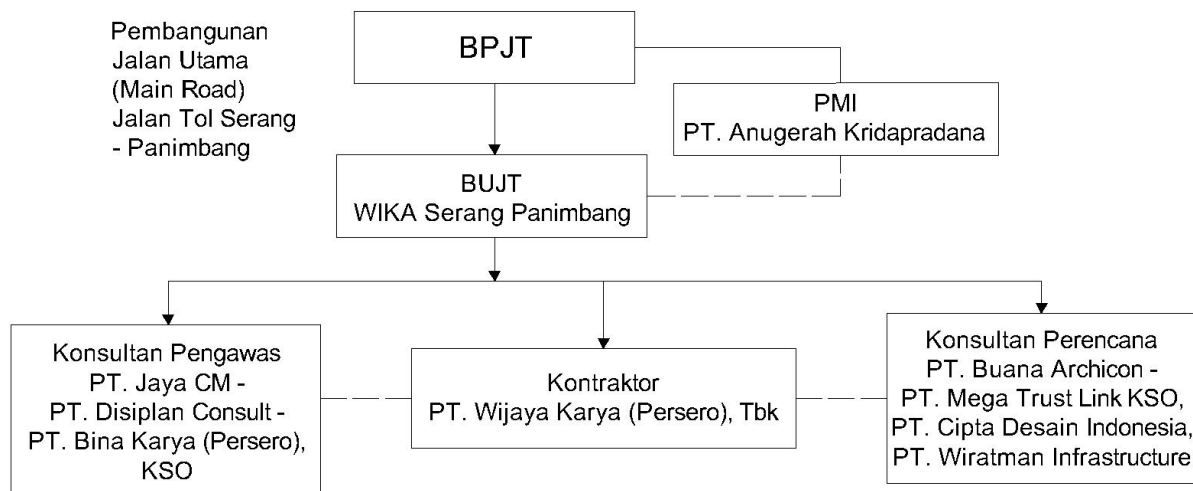 Pembangunan
Jalan Utama
(Main Road)
Jalan Tol Serang
- Panimbang
BPJT
PMI
PT. Anugerah Kridapradana
BUJT
WIKA Serang Panimbang
Konsultan Pengawas
PT. Jaya CM -
PT. Disiplan Consult -
PT. Bina Karya (Persero),
KSO
Kontraktor
PT. Wijaya Karya (Persero), Tbk
Konsultan Perencana
PT. Buana Archicon -
PT. Mega Trust Link KSO,
PT. Cipta Desain Indonesia,
PT. Wiratman Infrastructure